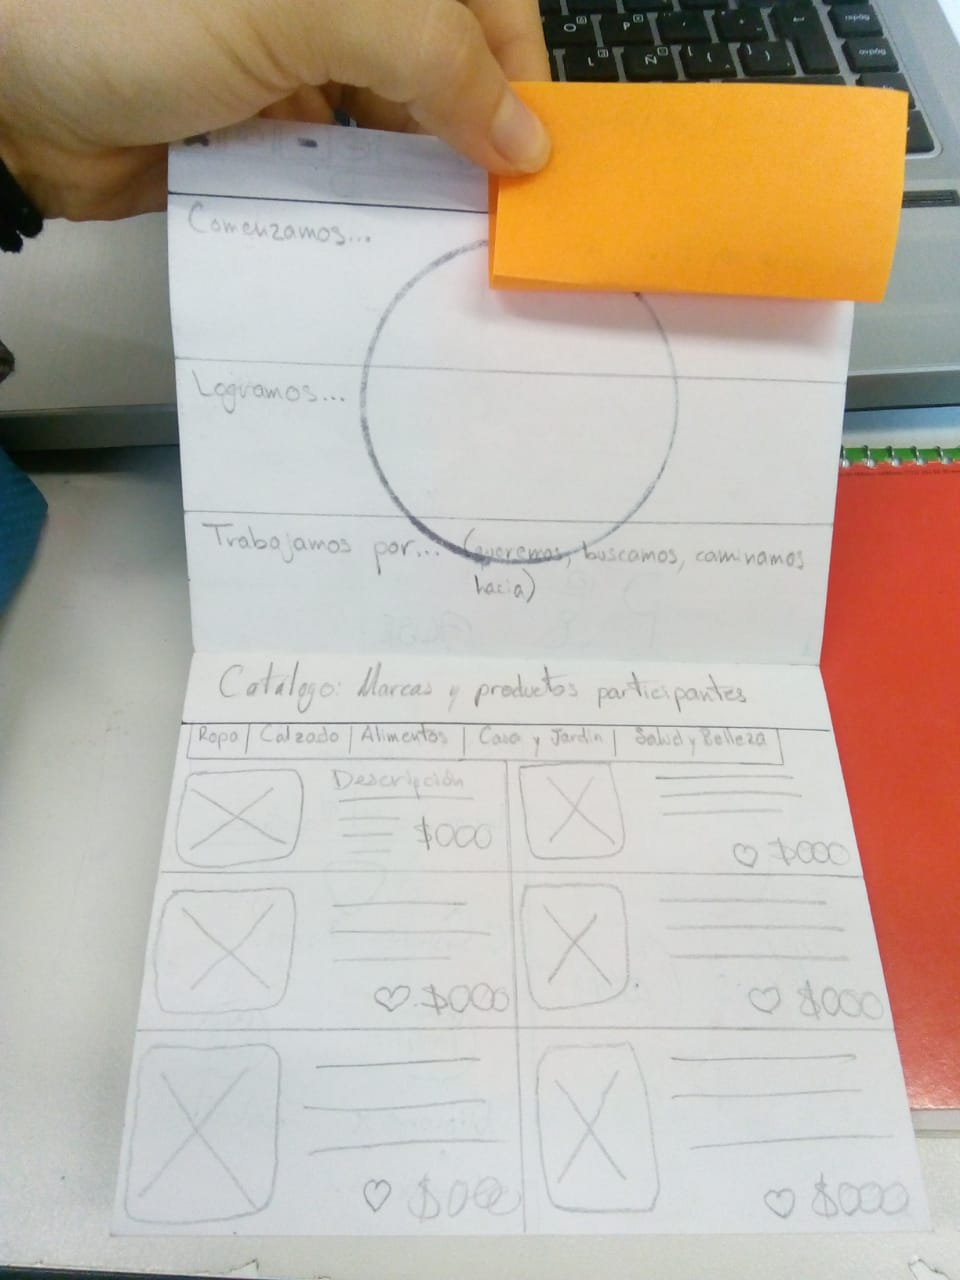 Comenzamos...
Logramos...
Trabajamos por... (queremos, buscamos, caminamos
hacia)
Catálogo: Marcas y productos participantes
Ropa | Calzado | Alimentos | Casa y Jardin | Salud y Belleza
Descripción
$000
♡ $000
♡ $000
♡ $000
♡ $000
♡ $000